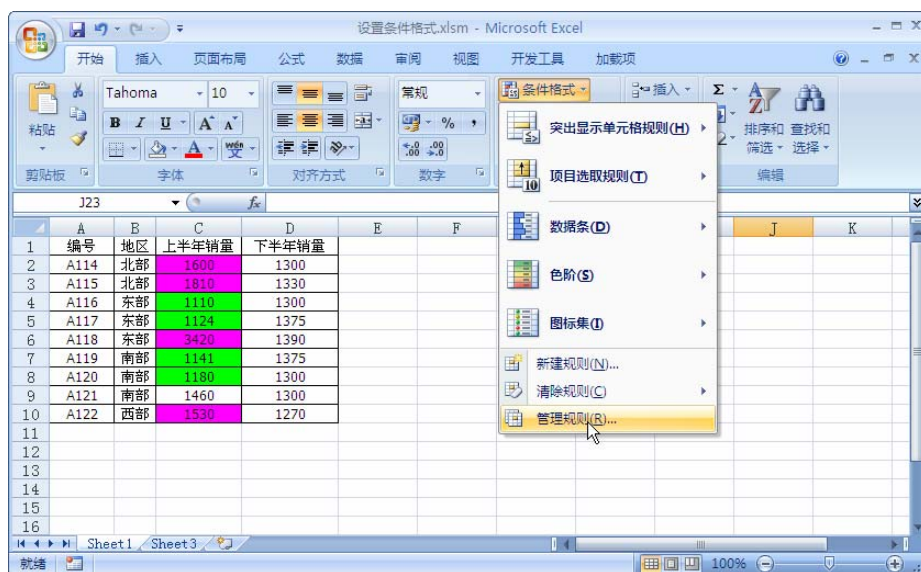 设置条件格式.xlsm - Microsoft Excel
开始 插入 页面布局 公式 数据 审阅 视图 开发工具 加载项
Tahoma 10 常规 条件格式 插入 Σ
粘贴 B I U A A % , 排序和 查找和
A wén 变 .00 .0 .00 筛选 选择
剪贴板 字体 对齐方式 数字 编辑
J23 fx
A B C D E F J K
1 编号 地区 上半年销量 下半年销量
2 A114 北部 1600 1300
3 A115 北部 1810 1330
4 A116 东部 1110 1300
5 A117 东部 1124 1375
6 A118 东部 3420 1390
7 A119 南部 1141 1375
8 A120 南部 1180 1300
9 A121 南部 1460 1300
10 A122 西部 1530 1270
11
12
13
14
15
16
突出显示单元格规则(H)
10 项目选取规则(T)
数据条(D)
色阶(S)
图标集(I)
新建规则(N)...
清除规则(C)
管理规则(R)...
Sheet1 Sheet3
就绪 100%